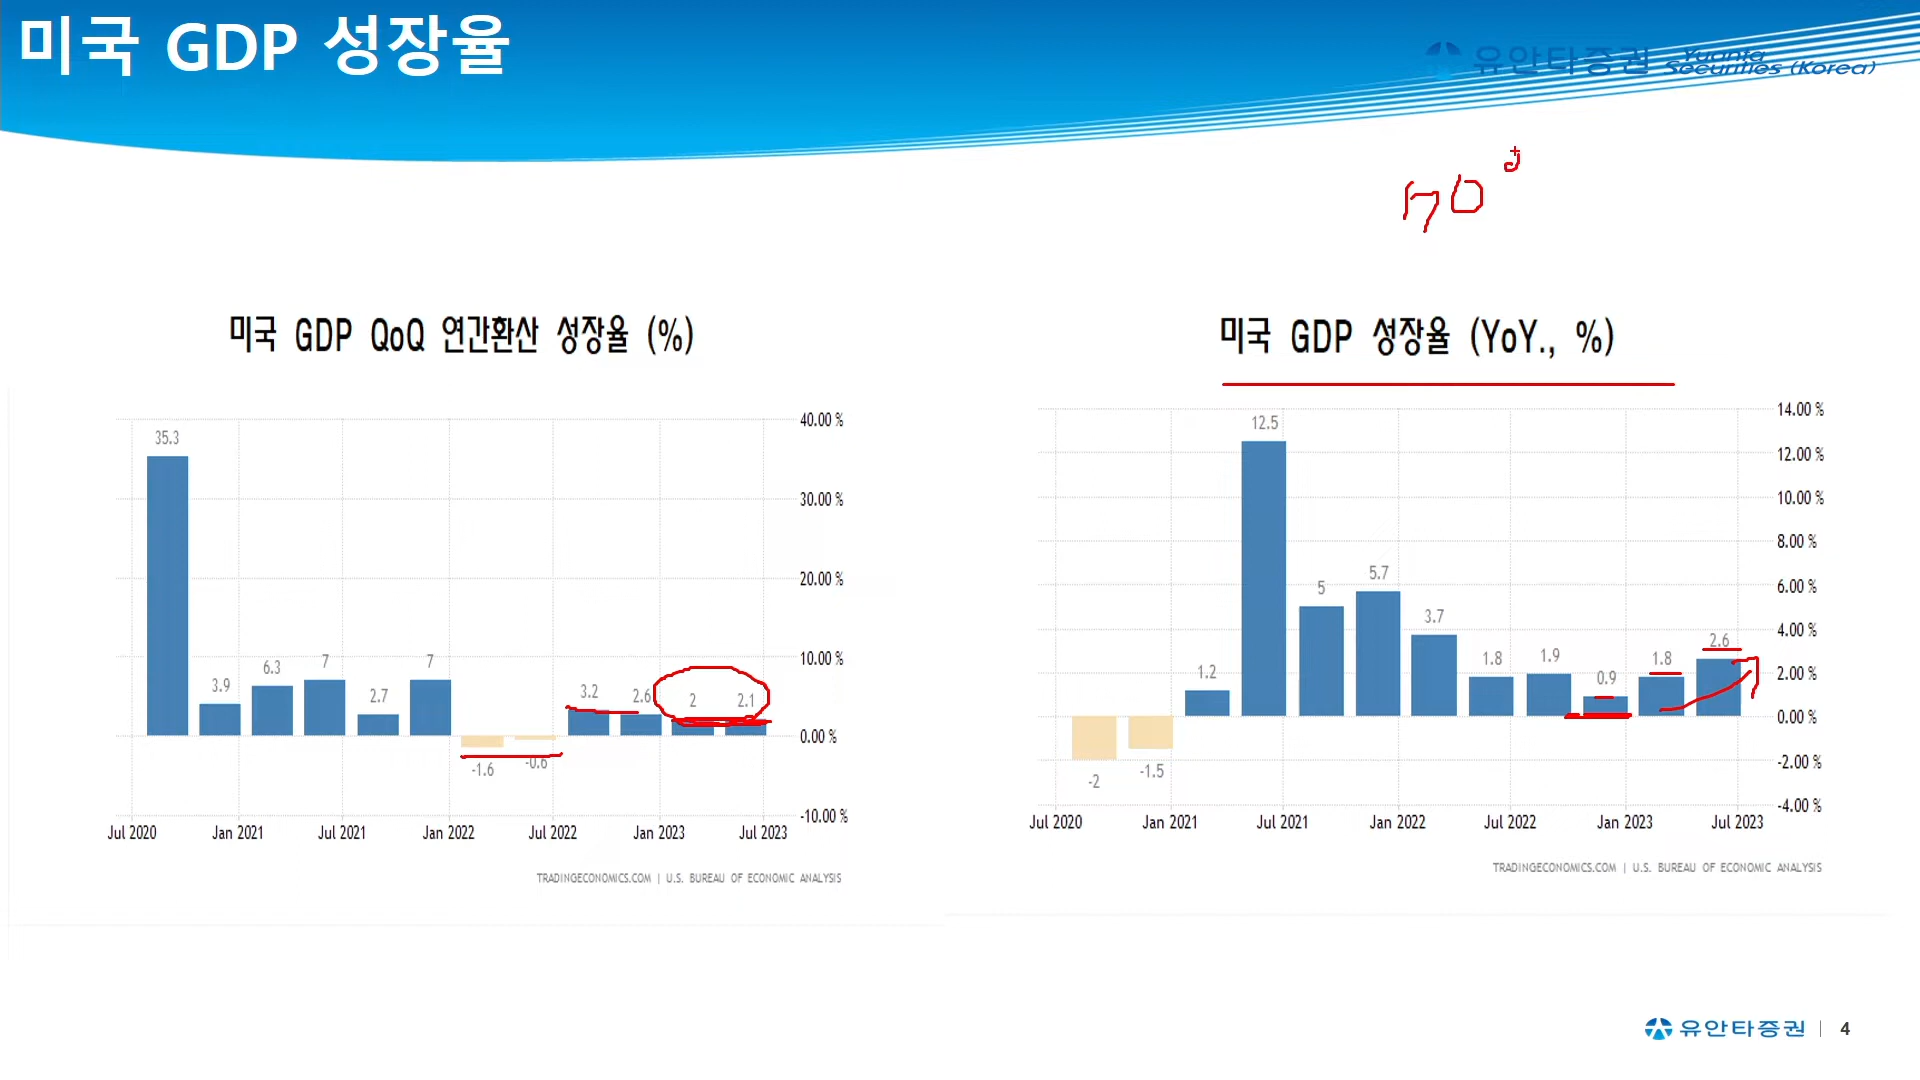 미국 GDP 성장율
유안타증권 Yuanta Securities (Korea)
70
미국 GDP QoQ 연간환산 성장율 (%)
40.00 %
30.00 %
20.00 %
10.00 %
0.00 %
-10.00 %
35.3
3.9
6.3
7
2.7
7
-1.6
-0.6
3.2
2.6
2
2.1
Jul 2020
Jan 2021
Jul 2021
Jan 2022
Jul 2022
Jan 2023
Jul 2023
TRADINGECONOMICS.COM | U.S. BUREAU OF ECONOMIC ANALYSIS
미국 GDP 성장율 (YoY., %)
14.00 %
12.00 %
10.00 %
8.00 %
6.00 %
4.00 %
2.00 %
0.00 %
-2.00 %
-4.00 %
-2
-1.5
1.2
12.5
5
5.7
3.7
1.8
1.9
0.9
1.8
2.6
Jul 2020
Jan 2021
Jul 2021
Jan 2022
Jul 2022
Jan 2023
Jul 2023
TRADINGECONOMICS.COM | U.S. BUREAU OF ECONOMIC ANALYSIS
유안타증권 | 4